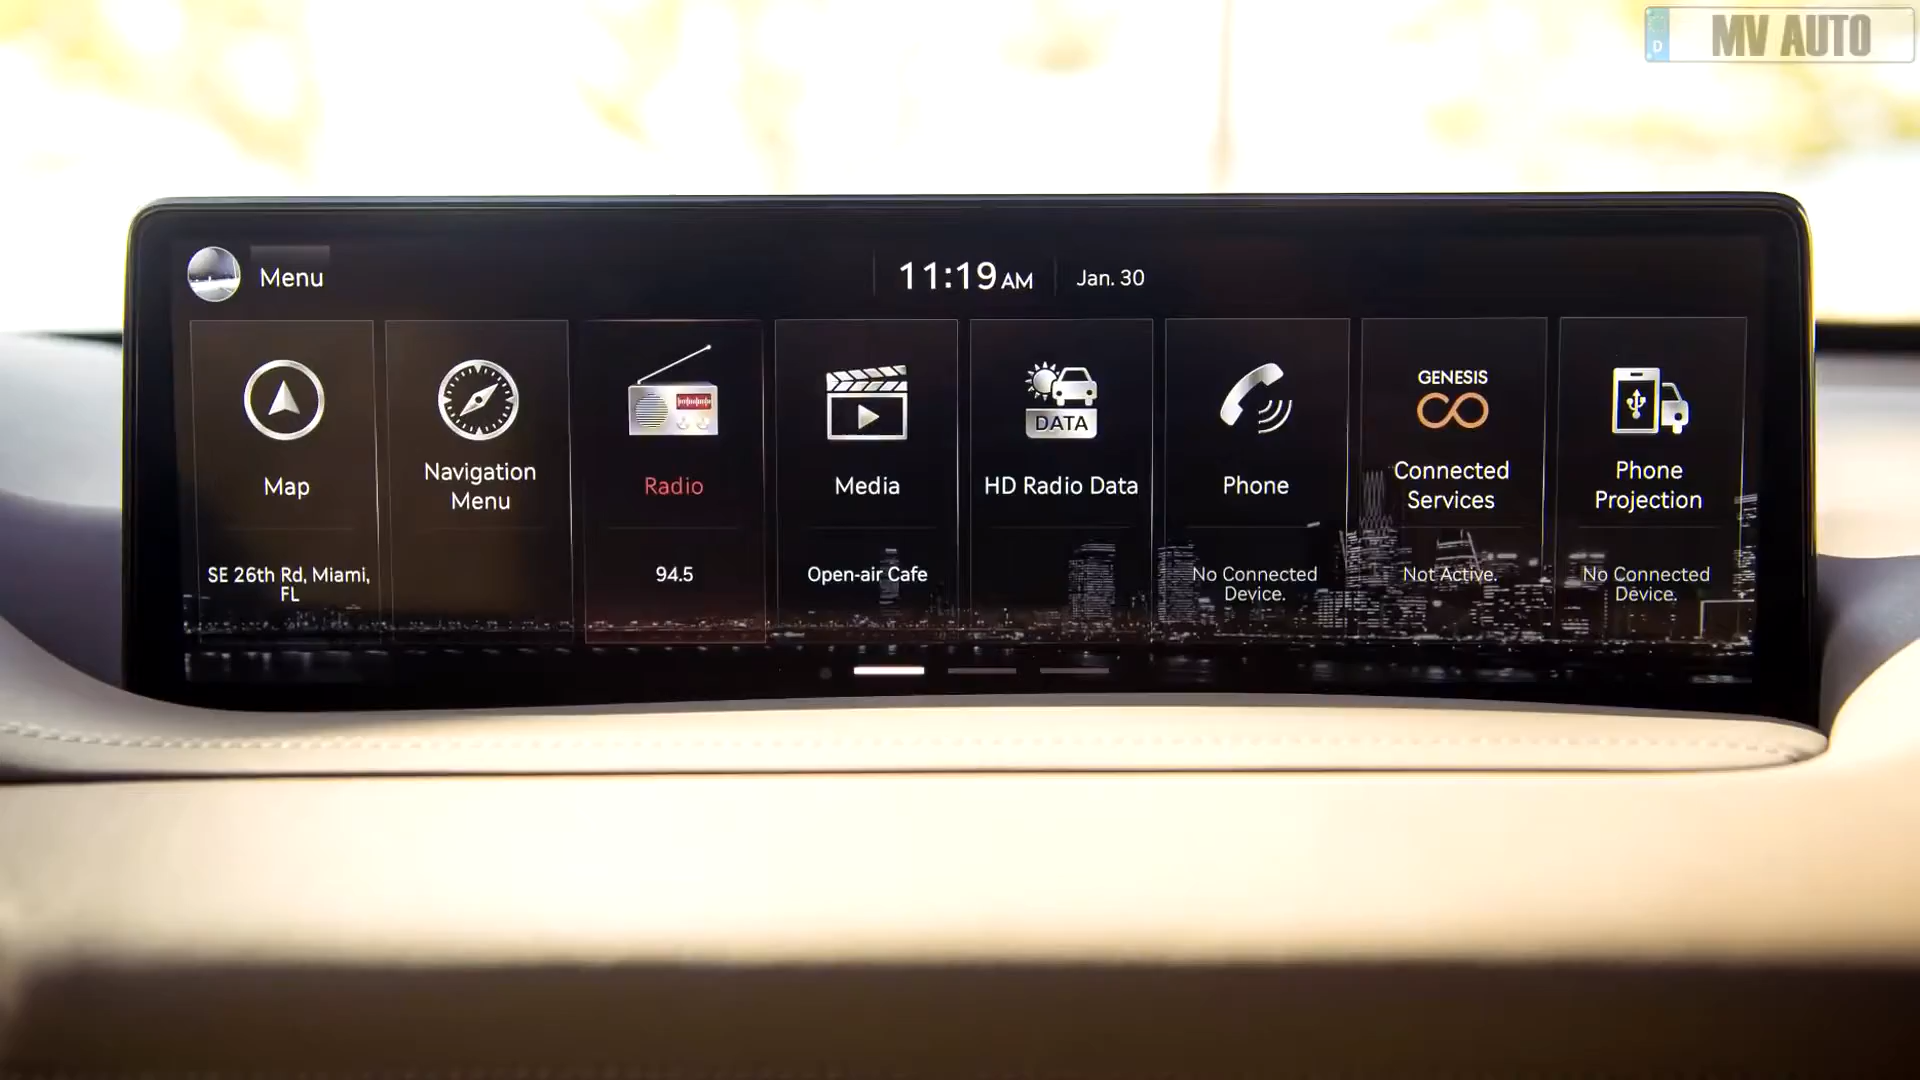 MV AUTO
D
Menu
11:19 AM
Jan. 30
Map
SE 26th Rd, Miami,
FL
Navigation
Menu
Radio
94.5
Media
Open-air Cafe
DATA
HD Radio Data
Phone
No Connected
Device.
GENESIS
Connected
Services
Not Active.
Phone
Projection
No Connected
Device.